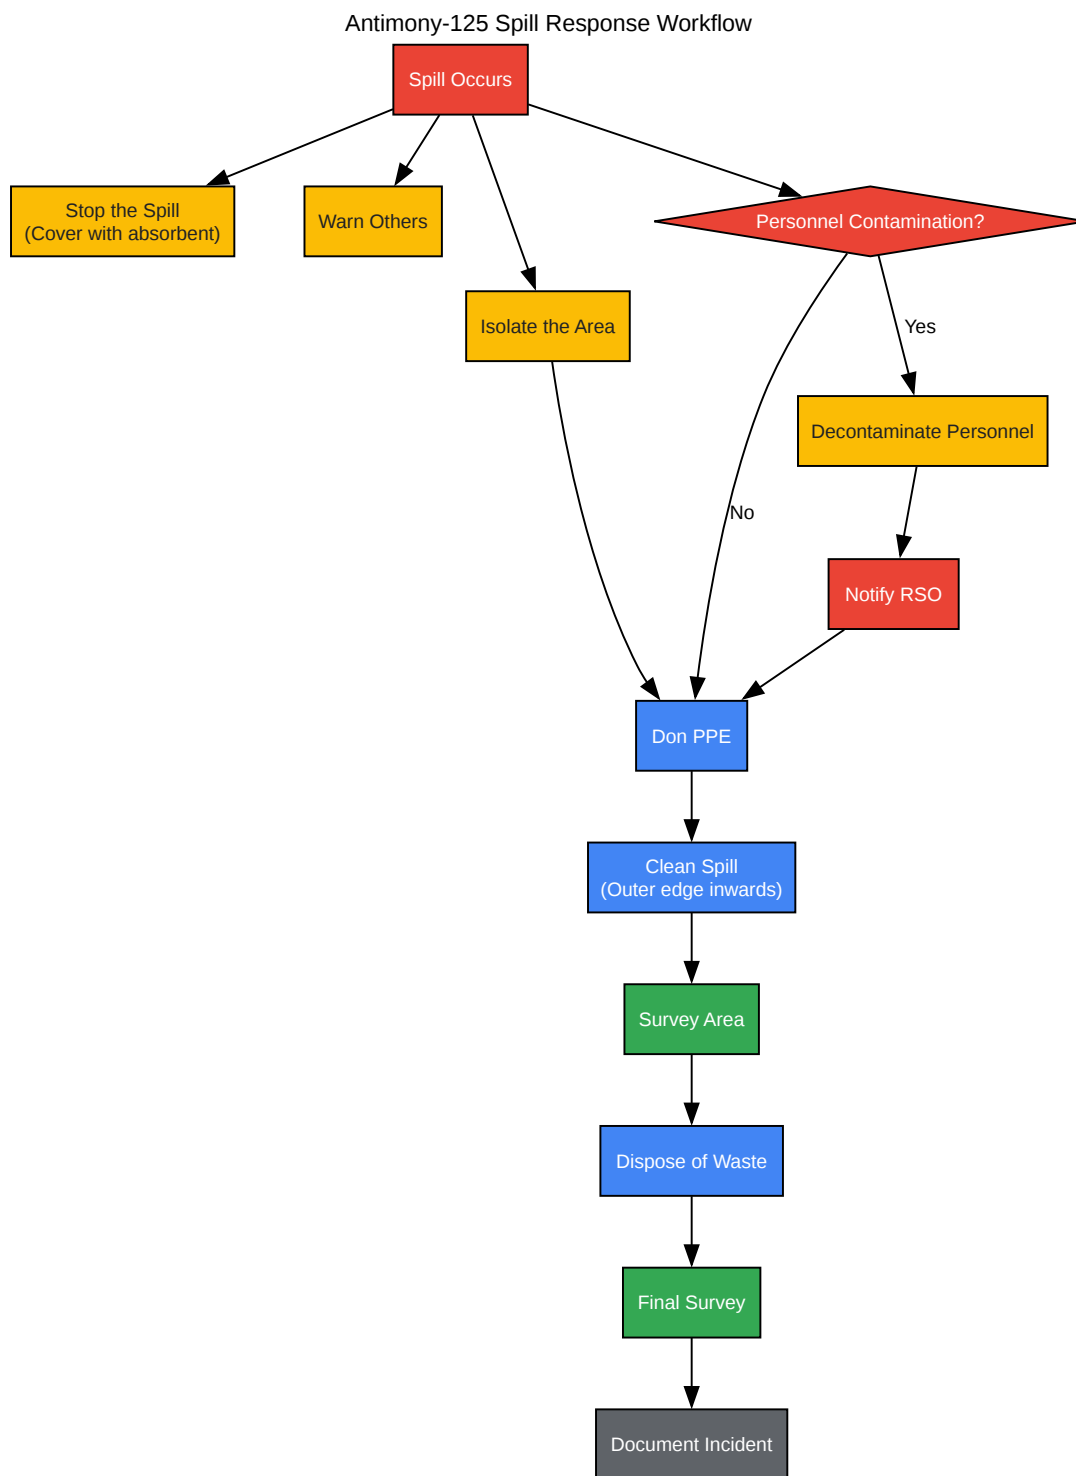 Antimony-125 Spill Response Workflow
Spill Occurs
Stop the Spill
(Cover with absorbent)
Warn Others
Personnel Contamination?
Isolate the Area
Yes
Decontaminate Personnel
No
Notify RSO
Don PPE
Clean Spill
(Outer edge inwards)
Survey Area
Dispose of Waste
Final Survey
Document Incident